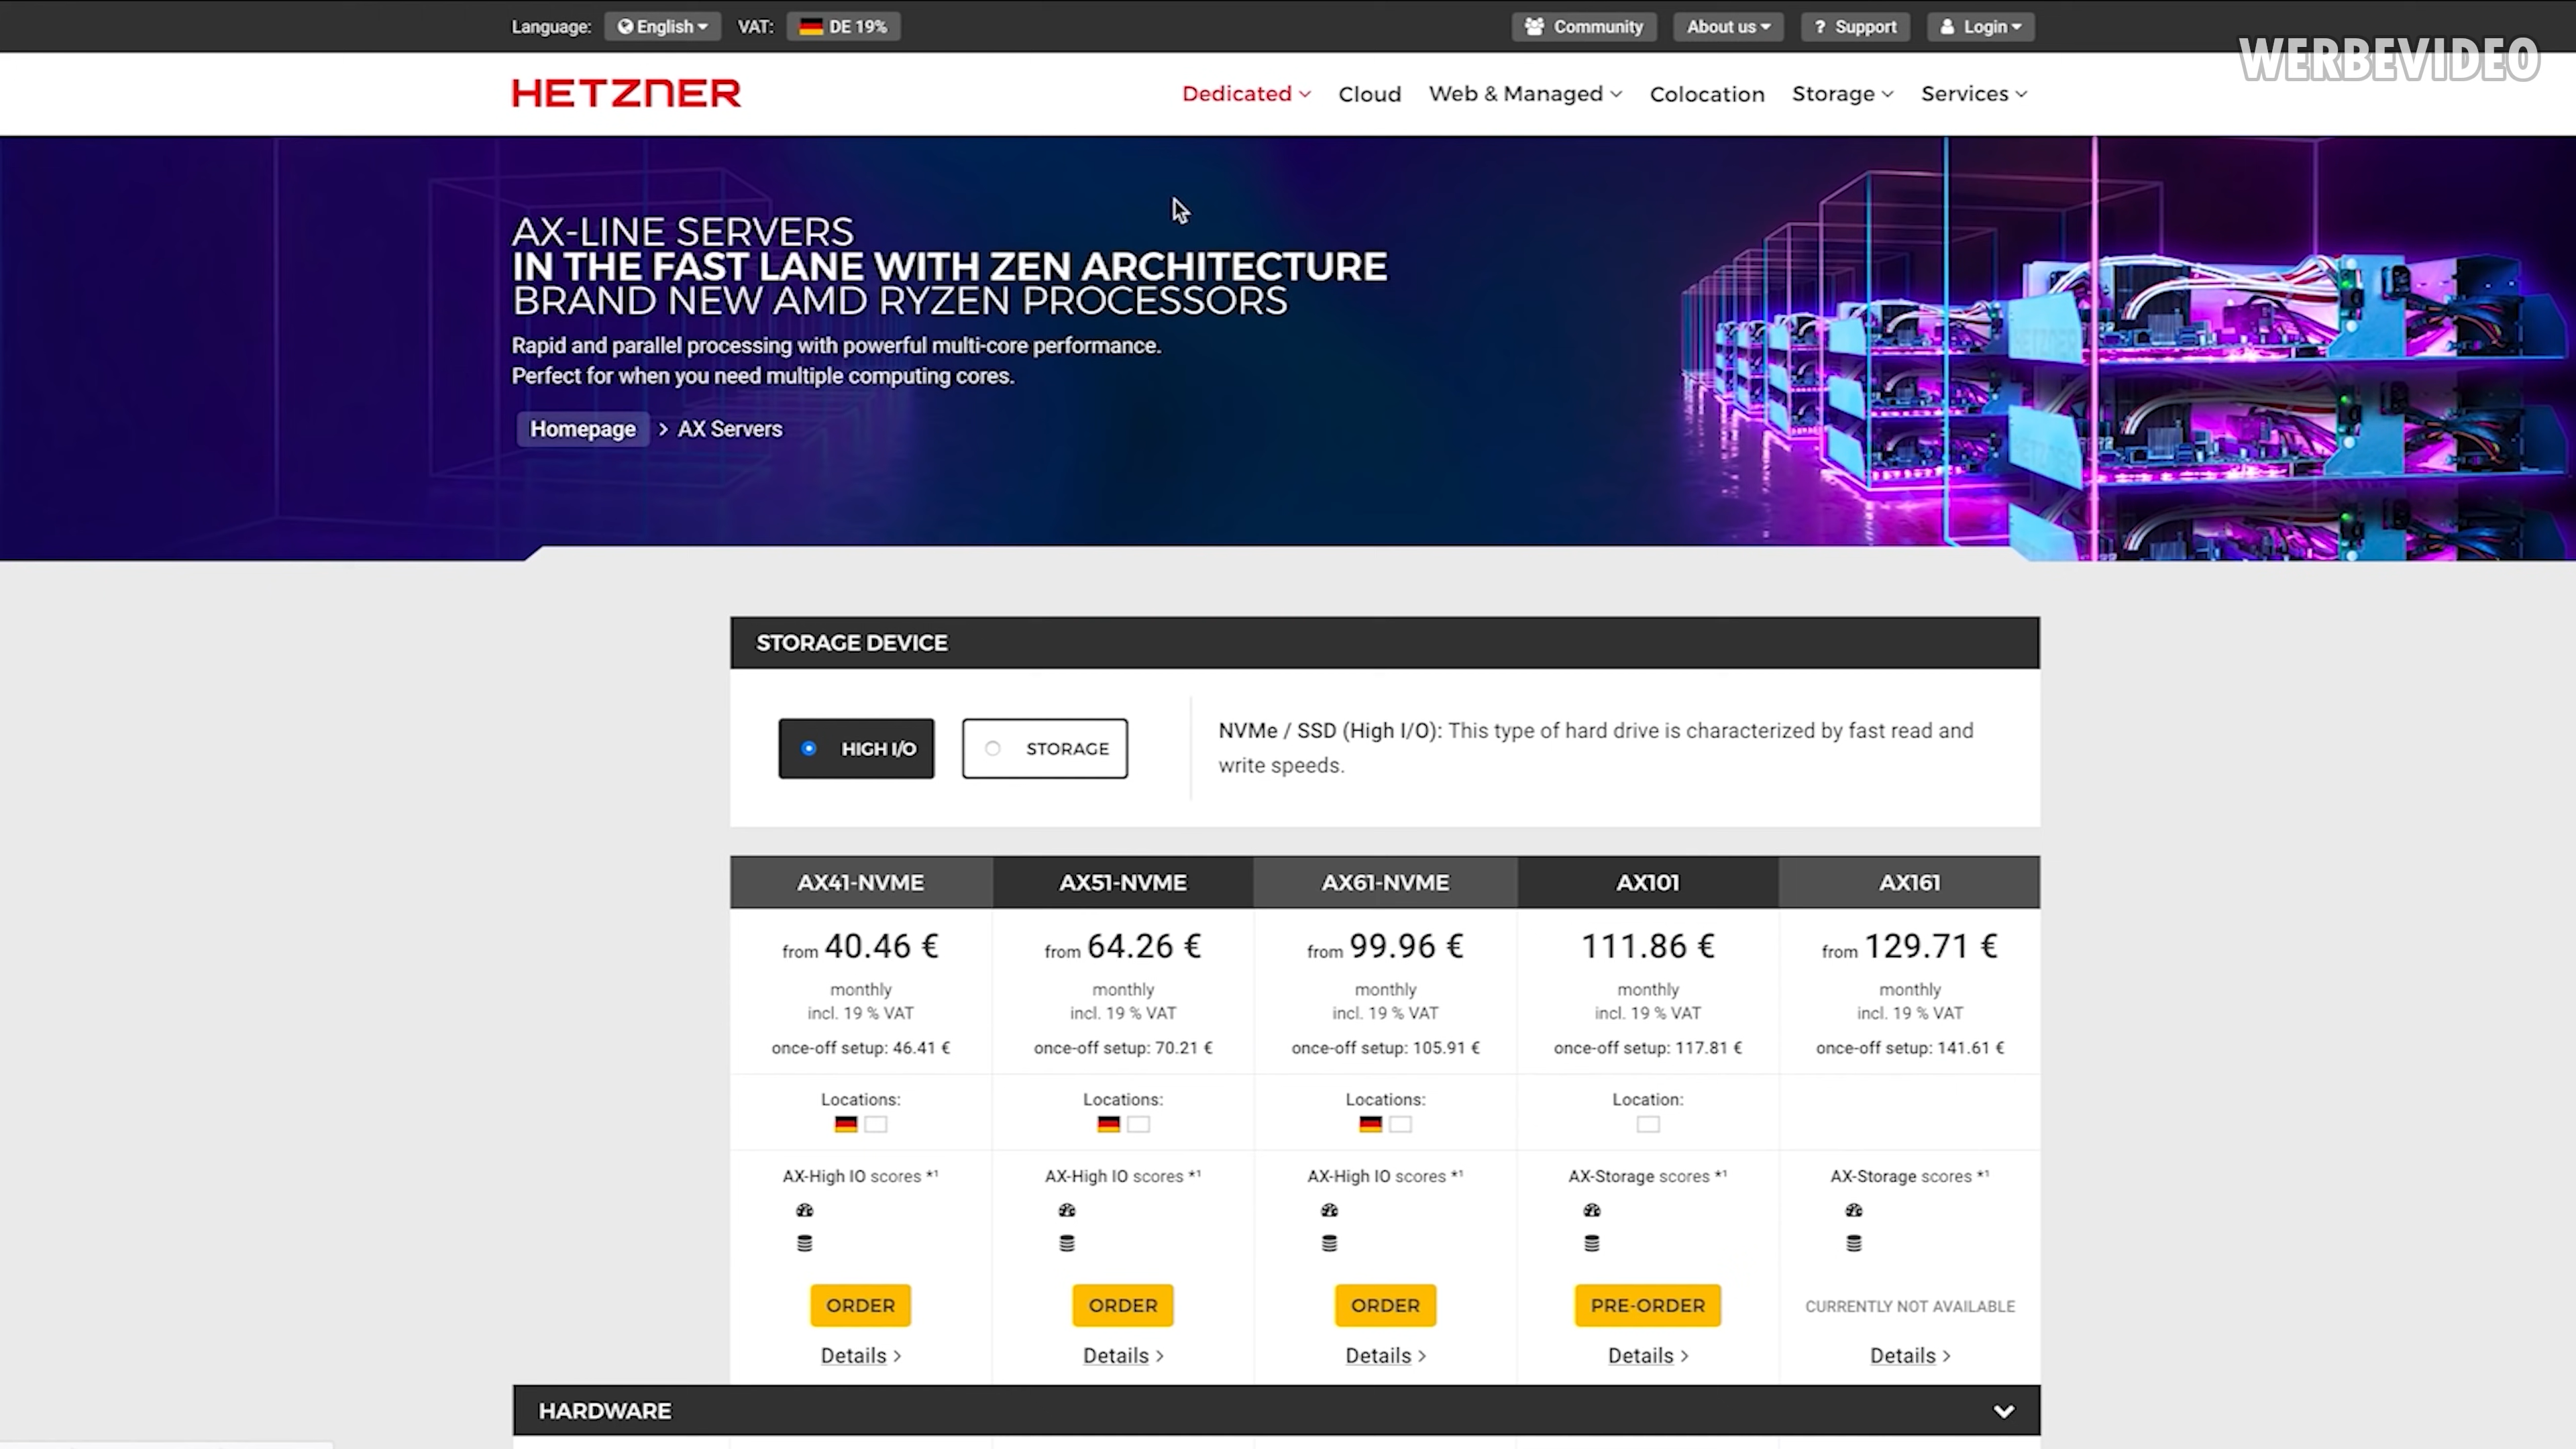 Language: English VAT: DE 19% Community About us ? Support Login
WERBEVIDEO
HETZNER Dedicated Cloud Web & Managed Colocation Storage Services
AX-LINE SERVERS
IN THE FAST LANE WITH ZEN ARCHITECTURE
BRAND NEW AMD RYZEN PROCESSORS
Rapid and parallel processing with powerful multi-core performance.
Perfect for when you need multiple computing cores.
Homepage > AX Servers
STORAGE DEVICE
HIGH I/O STORAGE
NVMe / SSD (High I/O): This type of hard drive is characterized by fast read and
write speeds.
AX41-NVME AX51-NVME AX61-NVME AX101 AX161
from 40.46 € from 64.26 € from 99.96 € 111.86 € from 129.71 €
monthly monthly monthly monthly monthly
incl. 19 % VAT incl. 19 % VAT incl. 19 % VAT incl. 19 % VAT incl. 19 % VAT
once-off setup: 46.41 € once-off setup: 70.21 € once-off setup: 105.91 € once-off setup: 117.81 € once-off setup: 141.61 €
Locations: Locations: Locations: Location:
AX-High IO scores *¹ AX-High IO scores *¹ AX-High IO scores *¹ AX-Storage scores *¹ AX-Storage scores *¹
ORDER ORDER ORDER PRE-ORDER CURRENTLY NOT AVAILABLE
Details > Details > Details > Details > Details >
HARDWARE